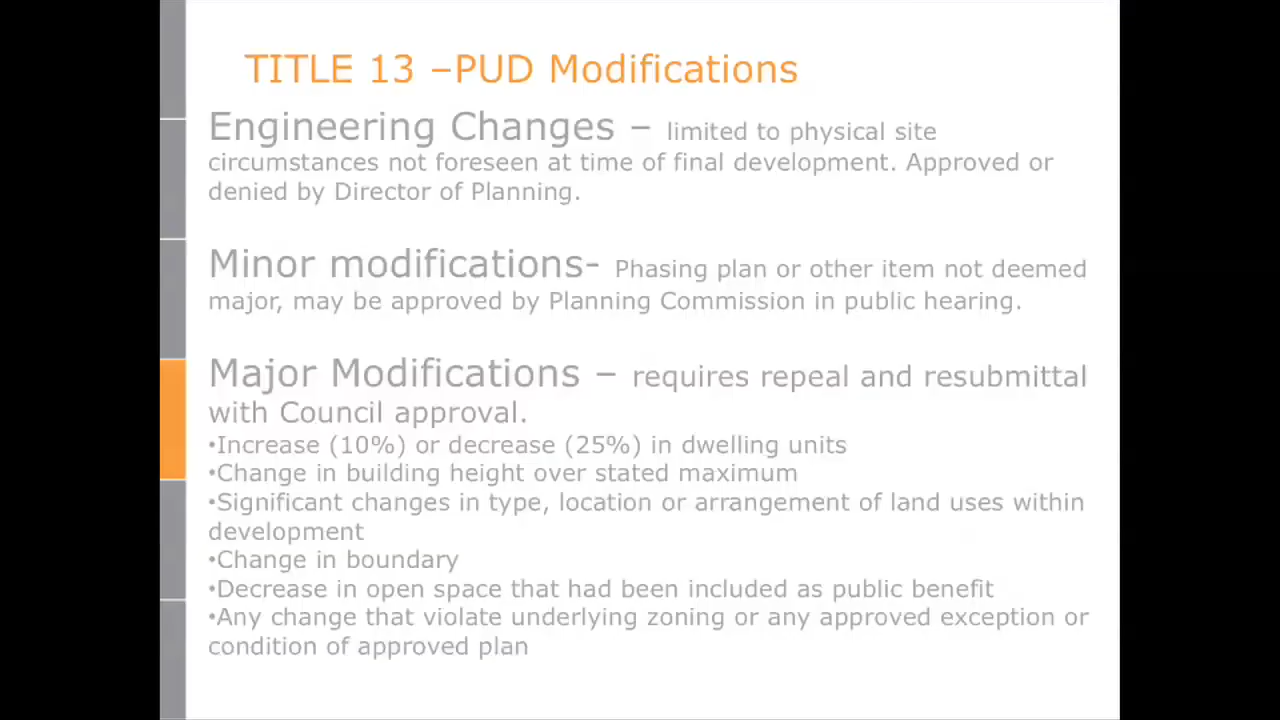 TITLE 13 –PUD Modifications
Engineering Changes – limited to physical site
circumstances not foreseen at time of final development. Approved or
denied by Director of Planning.
Minor modifications- Phasing plan or other item not deemed
major, may be approved by Planning Commission in public hearing.
Major Modifications – requires repeal and resubmittal
with Council approval.
•Increase (10%) or decrease (25%) in dwelling units
•Change in building height over stated maximum
•Significant changes in type, location or arrangement of land uses within
development
•Change in boundary
•Decrease in open space that had been included as public benefit
•Any change that violate underlying zoning or any approved exception or
condition of approved plan